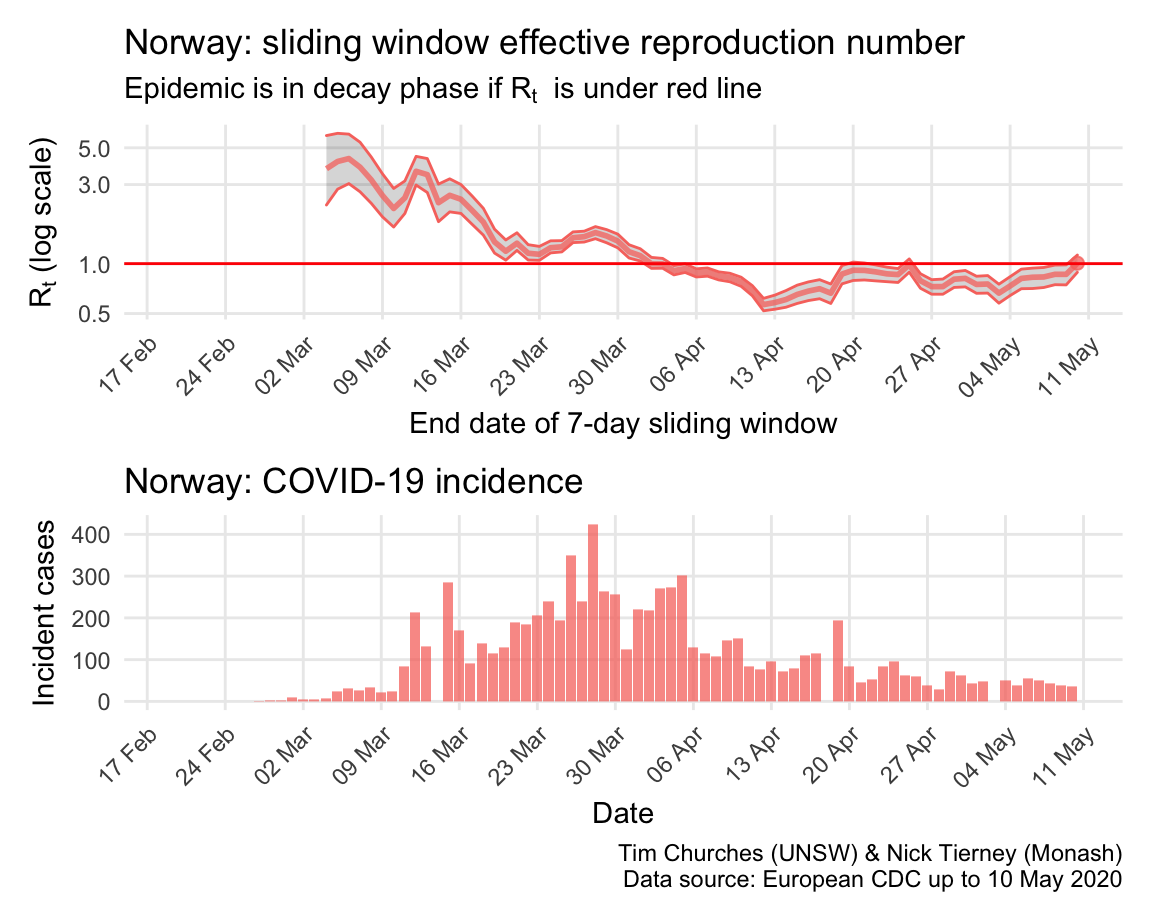 Norway: sliding window effective reproduction number
Epidemic is in decay phase if Rt is under red line
Rt (log scale)
5.0
3.0
1.0
0.5
17 Feb
24 Feb
02 Mar
09 Mar
16 Mar
23 Mar
30 Mar
06 Apr
13 Apr
20 Apr
27 Apr
04 May
11 May
End date of 7-day sliding window
Norway: COVID-19 incidence
Incident cases
400
300
200
100
0
17 Feb
24 Feb
02 Mar
09 Mar
16 Mar
23 Mar
30 Mar
06 Apr
13 Apr
20 Apr
27 Apr
04 May
11 May
Date
Tim Churches (UNSW) & Nick Tierney (Monash)
Data source: European CDC up to 10 May 2020